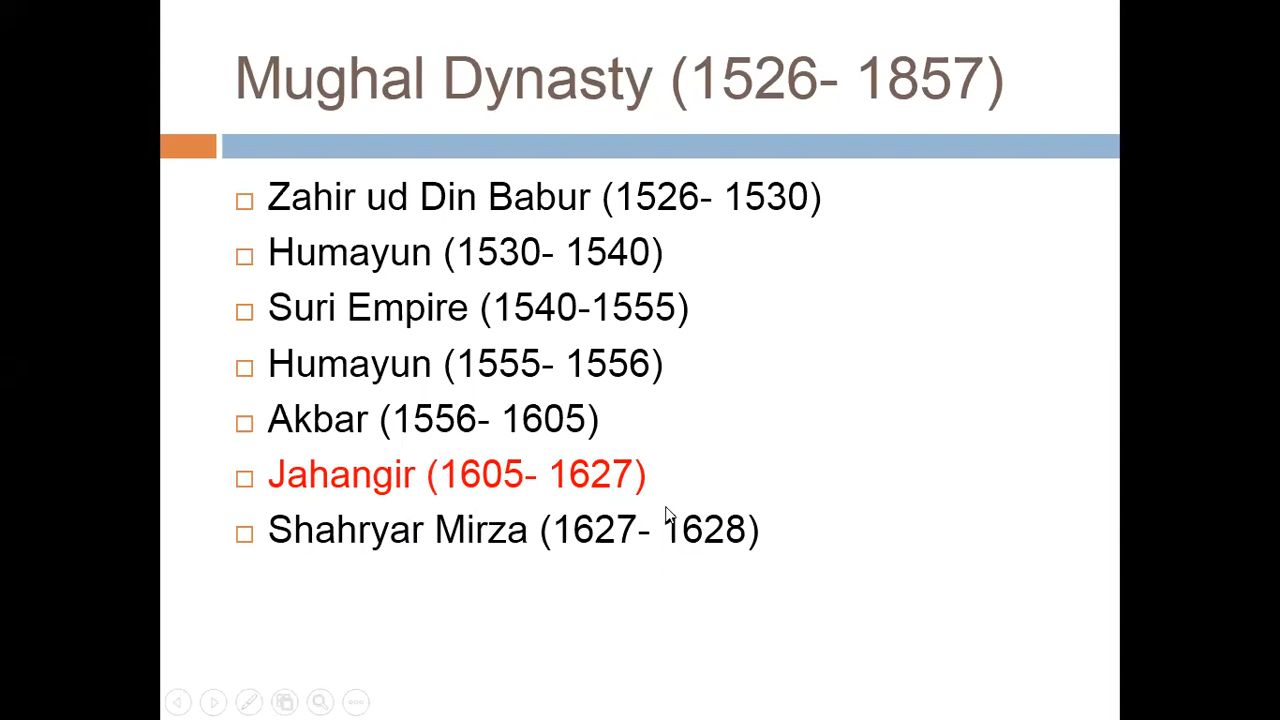 Mughal Dynasty (1526- 1857)
Zahir ud Din Babur (1526- 1530)
Humayun (1530- 1540)
Suri Empire (1540-1555)
Humayun (1555- 1556)
Akbar (1556- 1605)
Jahangir (1605- 1627)
Shahryar Mirza (1627- 1628)